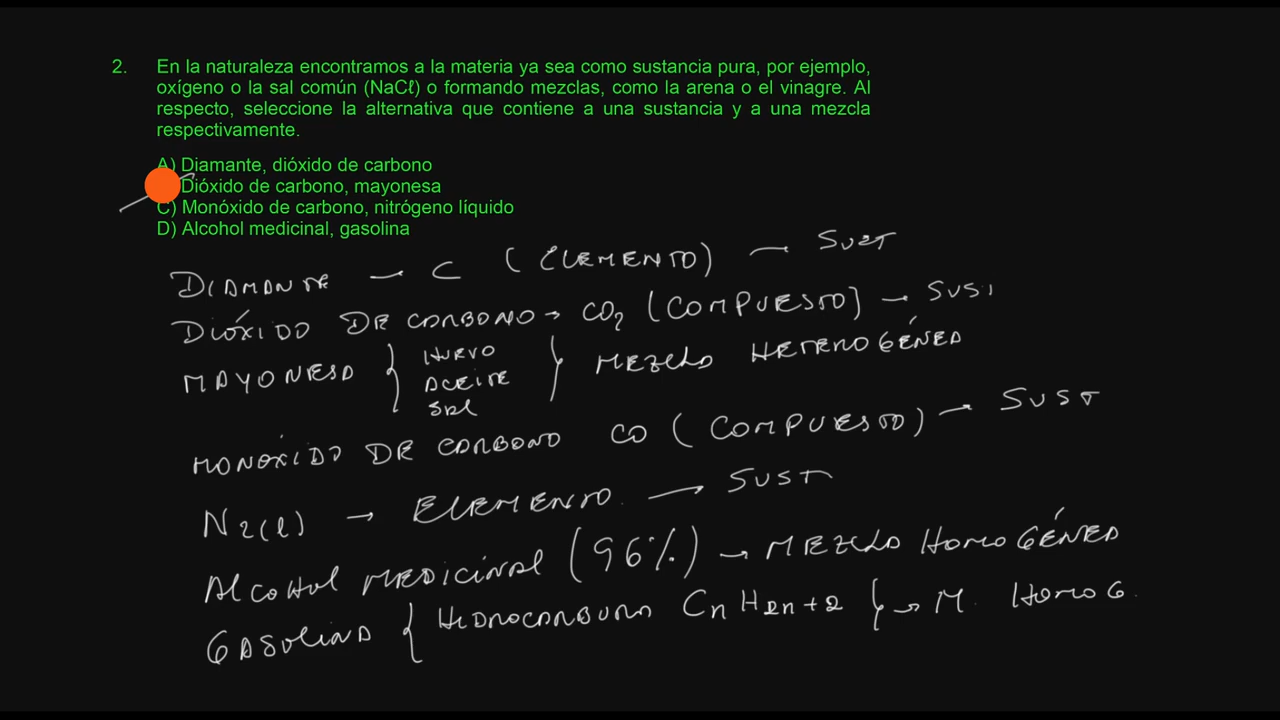 2. En la naturaleza encontramos a la materia ya sea como sustancia pura, por ejemplo,
oxígeno o la sal común (NaCℓ) o formando mezclas, como la arena o el vinagre. Al
respecto, seleccione la alternativa que contiene a una sustancia y a una mezcla
respectivamente.
A) Diamante, dióxido de carbono
Dióxido de carbono, mayonesa
C) Monóxido de carbono, nitrógeno líquido
D) Alcohol medicinal, gasolina
DIAMANTE — C (ELEMENTO) — SUST
DIÓXIDO DE CARBONO → CO₂ (COMPUESTO) → SUST
MAYONESA { HUEVO
ACEITE
SAL } MEZCLA HETEROGÉNEA
MONÓXIDO DE CARBONO CO (COMPUESTO) → SUST
N₂(l) → ELEMENTO → SUST
ALCOHOL MEDICINAL (96%) → MEZCLA HOMOGÉNEA
GASOLINA { HIDROCARBURO CnH2n+2 } → M. HOMOG.